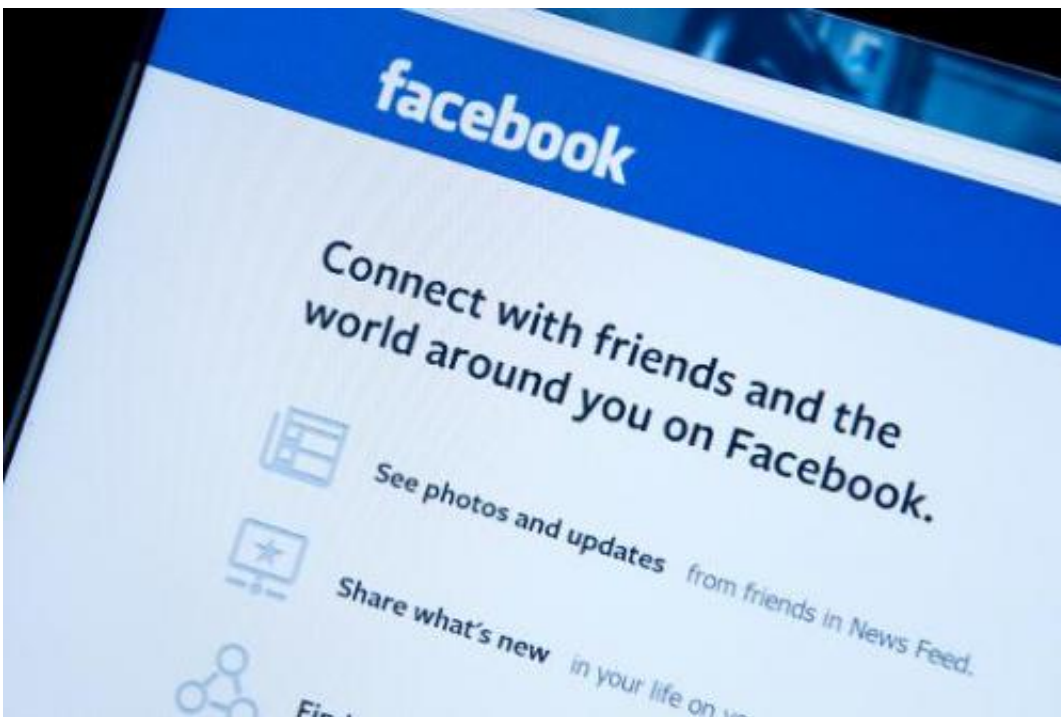 facebook
Connect with friends and the
world around you on Facebook.
See photos and updates from friends in News Feed.
Share what's new in your life on